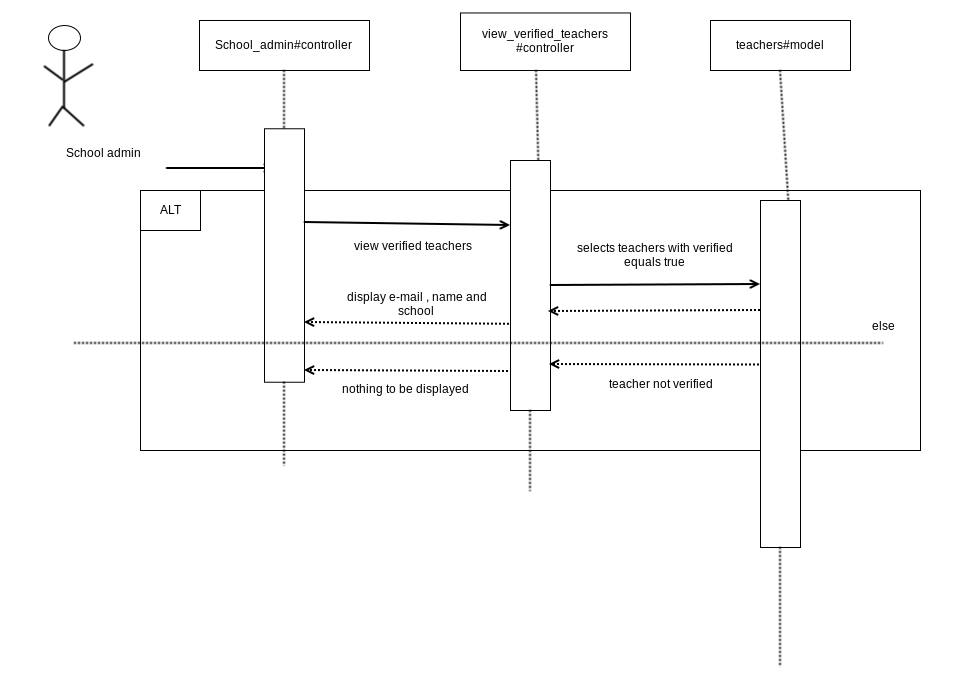 School_admin#controller
view_verified_teachers
#controller
teachers#model
School admin
ALT
view verified teachers
selects teachers with verified
equals true
display e-mail , name and
school
else
nothing to be displayed
teacher not verified